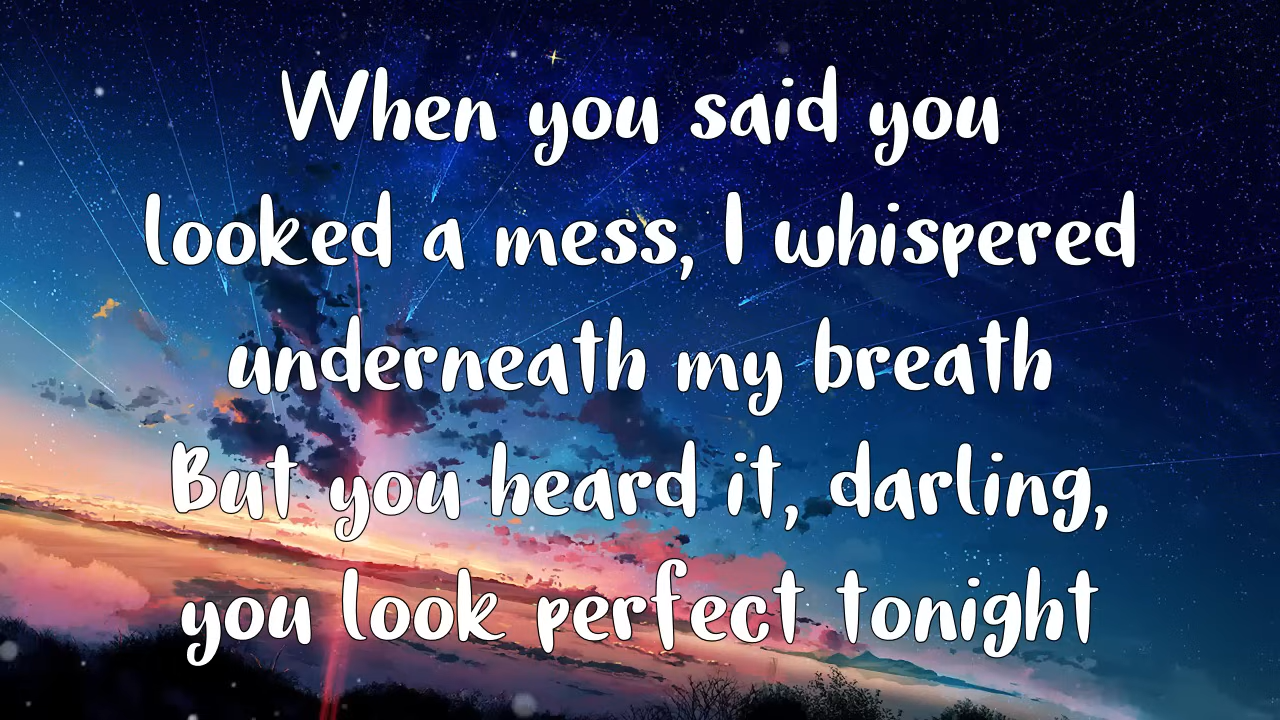 When you said you
looked a mess, I whispered
underneath my breath
But you heard it, darling,
you look perfect tonight